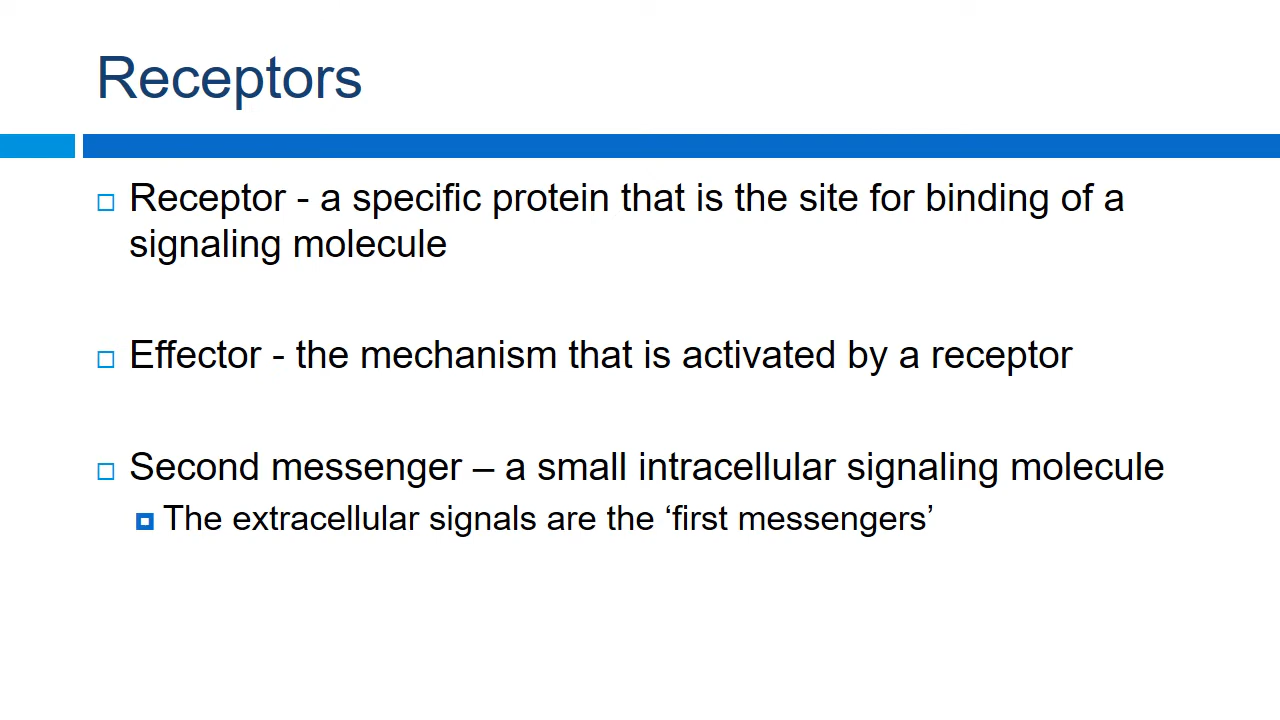 Receptors
Receptor - a specific protein that is the site for binding of a
signaling molecule
Effector - the mechanism that is activated by a receptor
Second messenger – a small intracellular signaling molecule
The extracellular signals are the ‘first messengers’